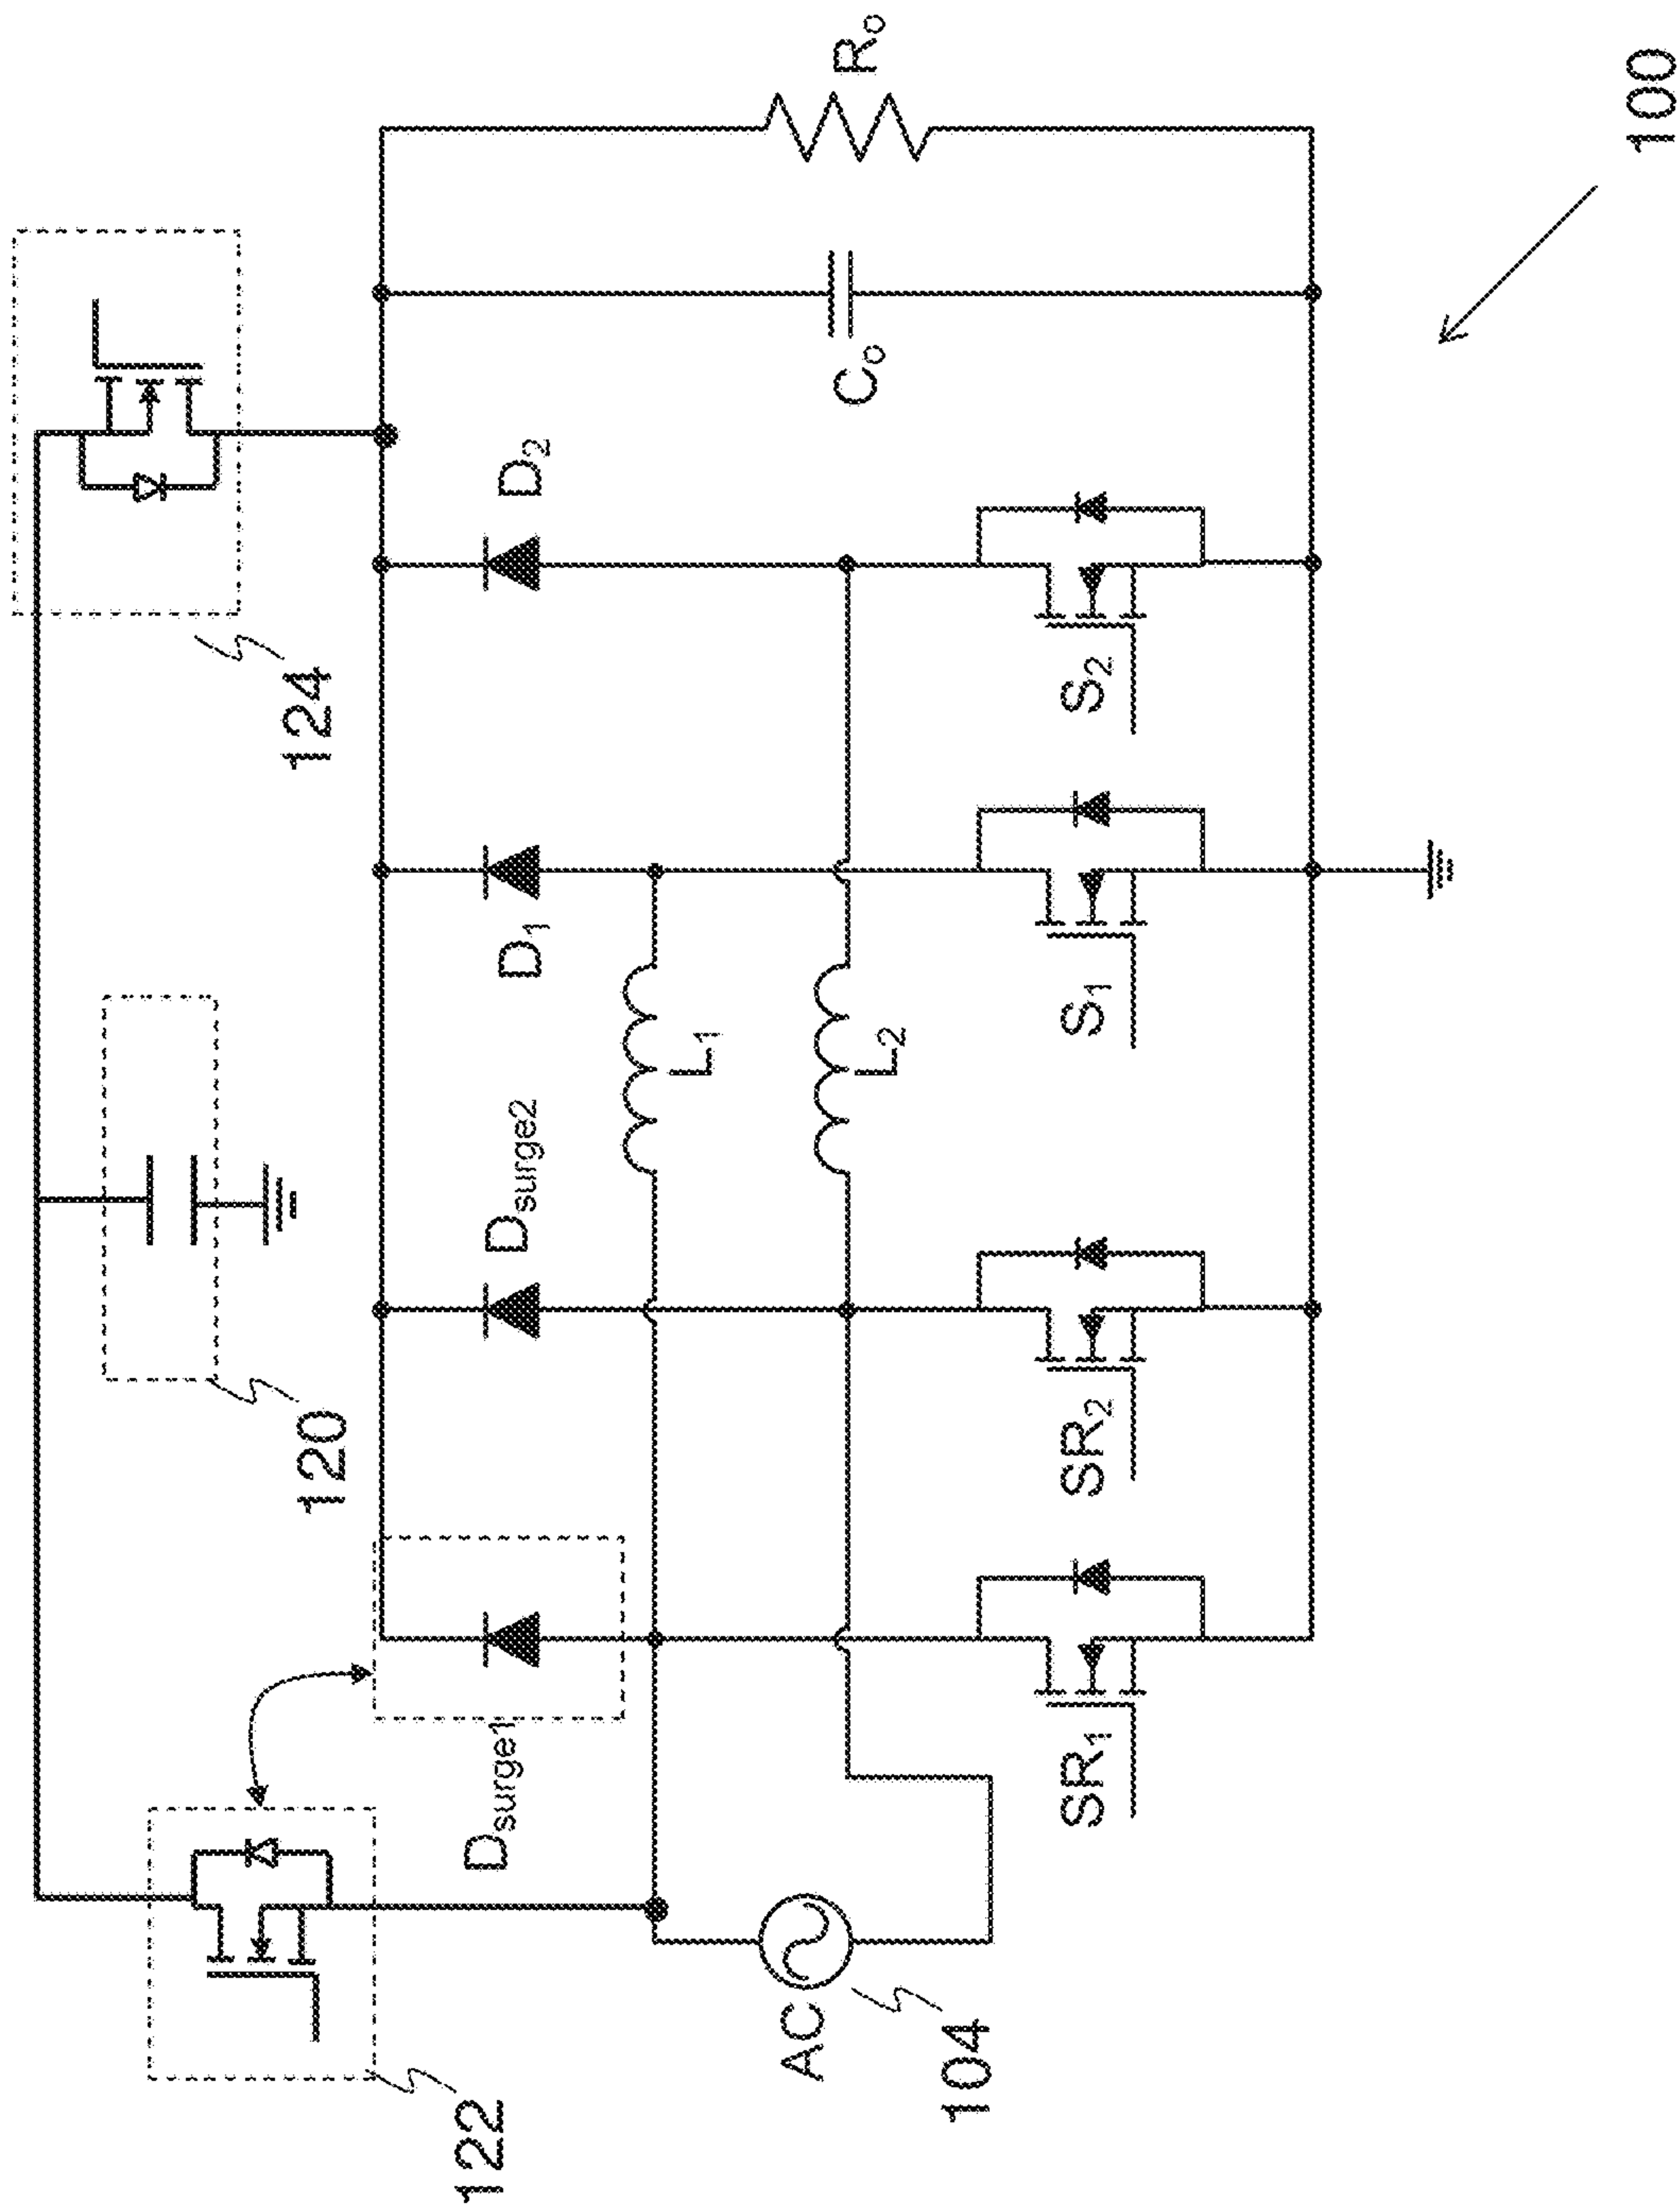 122
124
120
D₁
D₂
Dsurge1
Dsurge2
L₁
L₂
AC
104
SR₁
SR₂
S₁
S₂
Cₒ
Rₒ
100